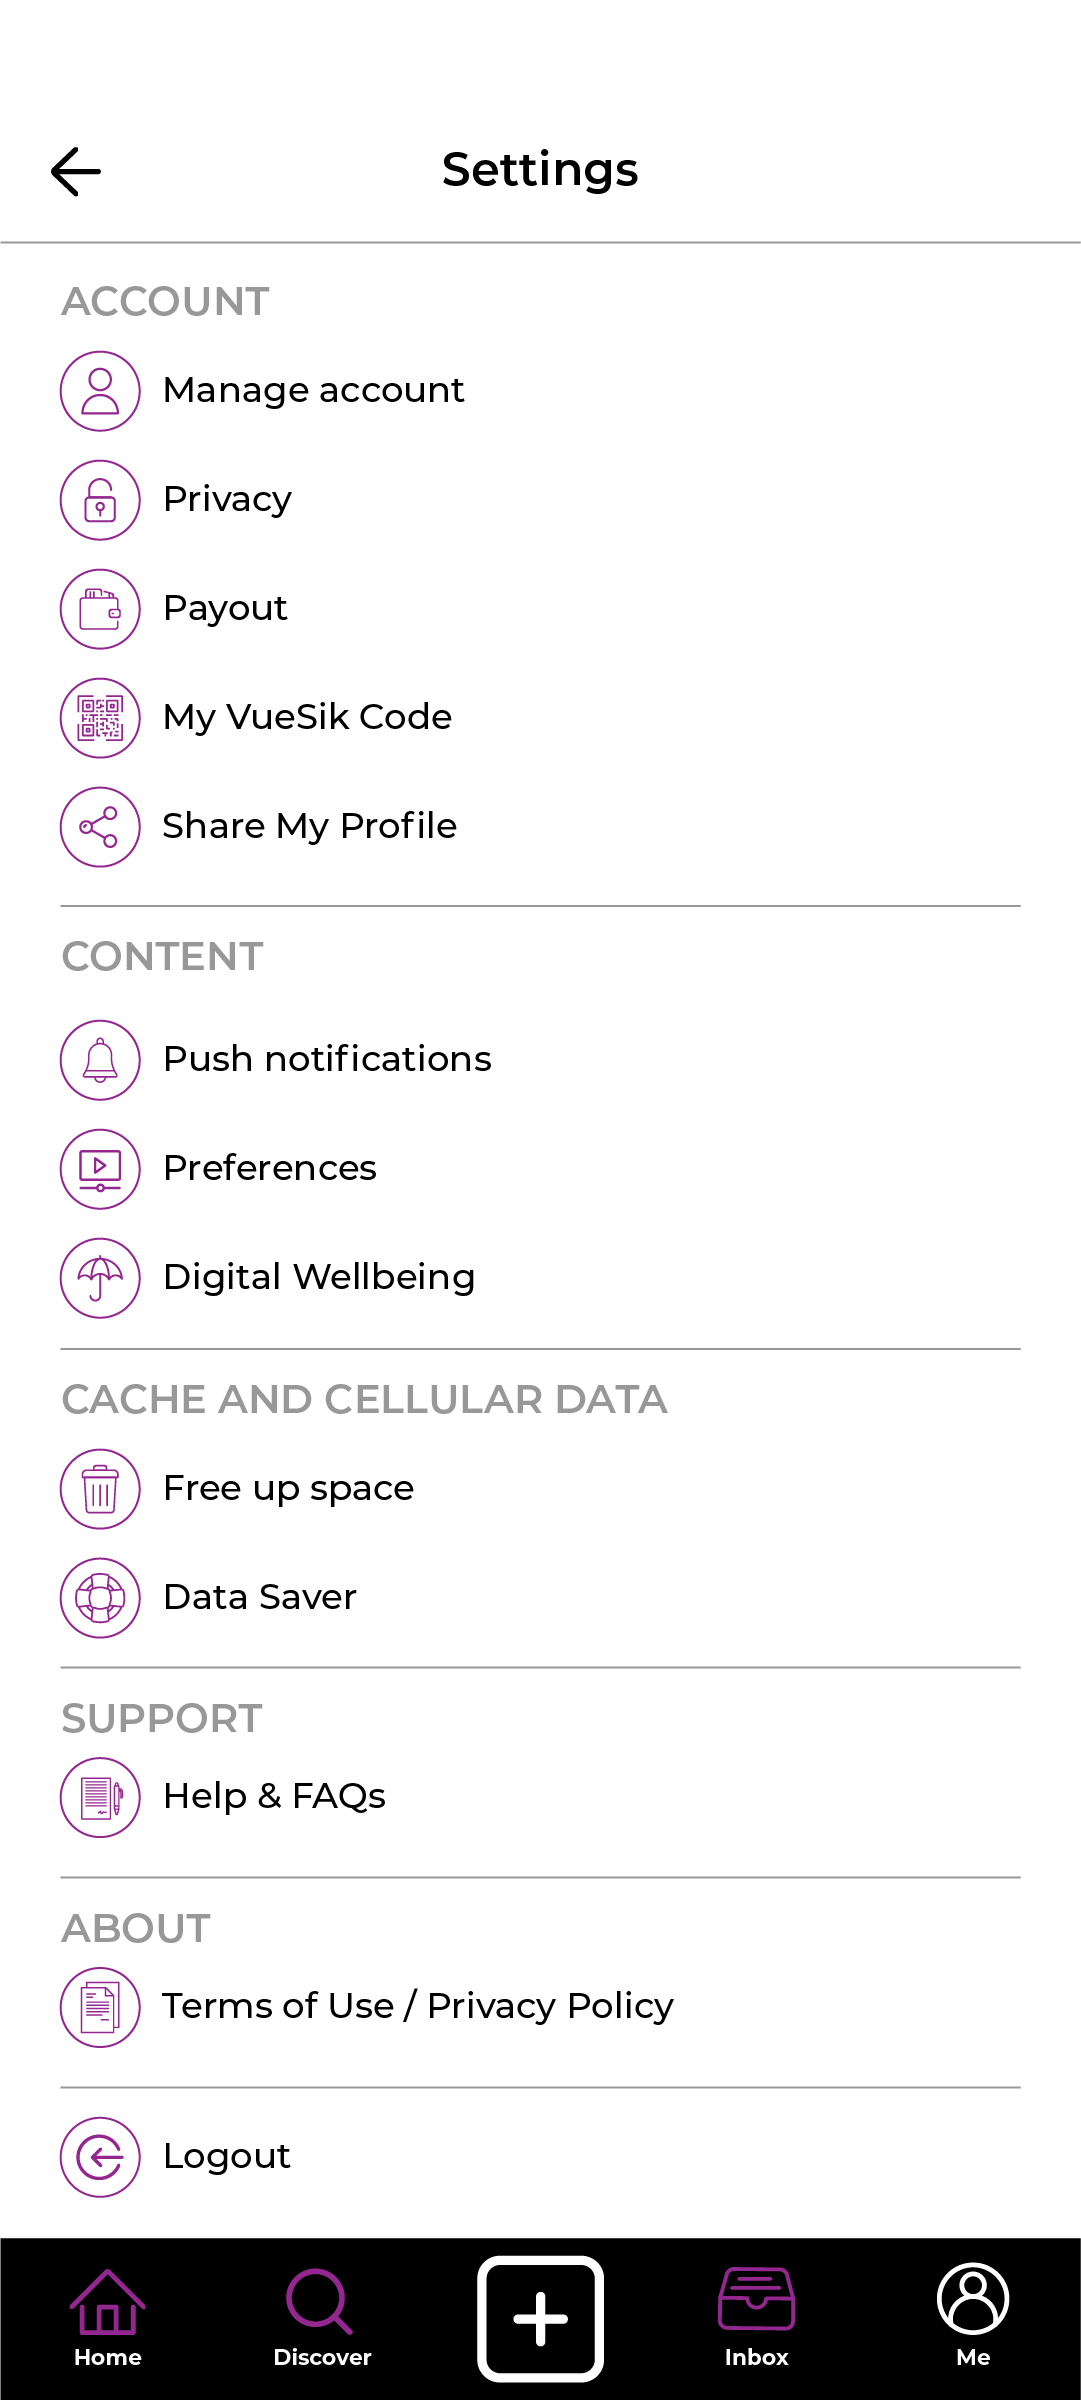 Settings
ACCOUNT
Manage account
Privacy
Payout
My VueSik Code
Share My Profile
CONTENT
Push notifications
Preferences
Digital Wellbeing
CACHE AND CELLULAR DATA
Free up space
Data Saver
SUPPORT
Help & FAQs
ABOUT
Terms of Use / Privacy Policy
Logout
Home
Discover
Inbox
Me